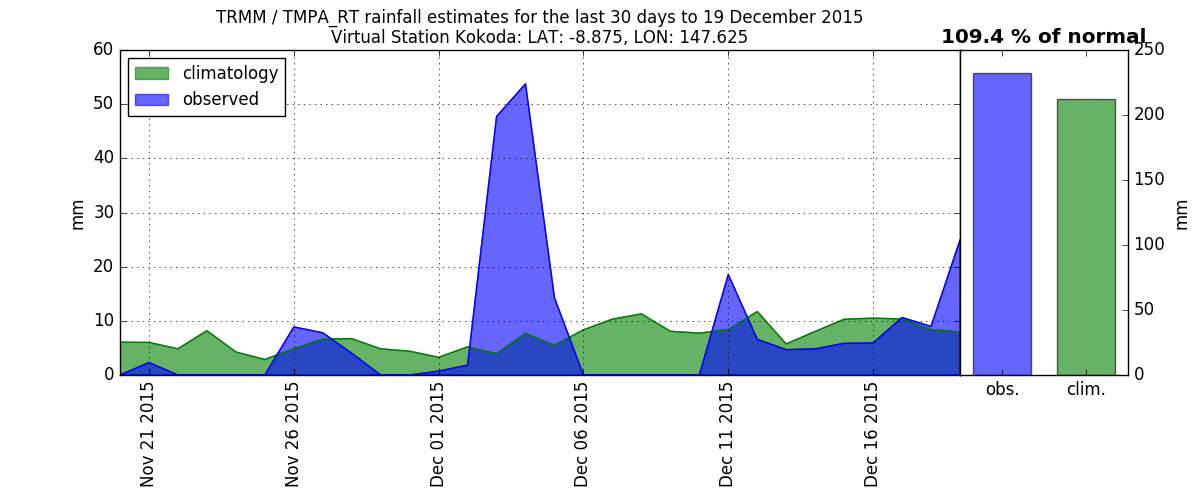 TRMM / TMPA_RT rainfall estimates for the last 30 days to 19 December 2015
Virtual Station Kokoda: LAT: -8.875, LON: 147.625
109.4 % of normal
climatology
observed
60
50
40
30
20
10
0
mm
250
200
150
100
50
0
mm
obs.
clim.
Nov 21 2015
Nov 26 2015
Dec 01 2015
Dec 06 2015
Dec 11 2015
Dec 16 2015